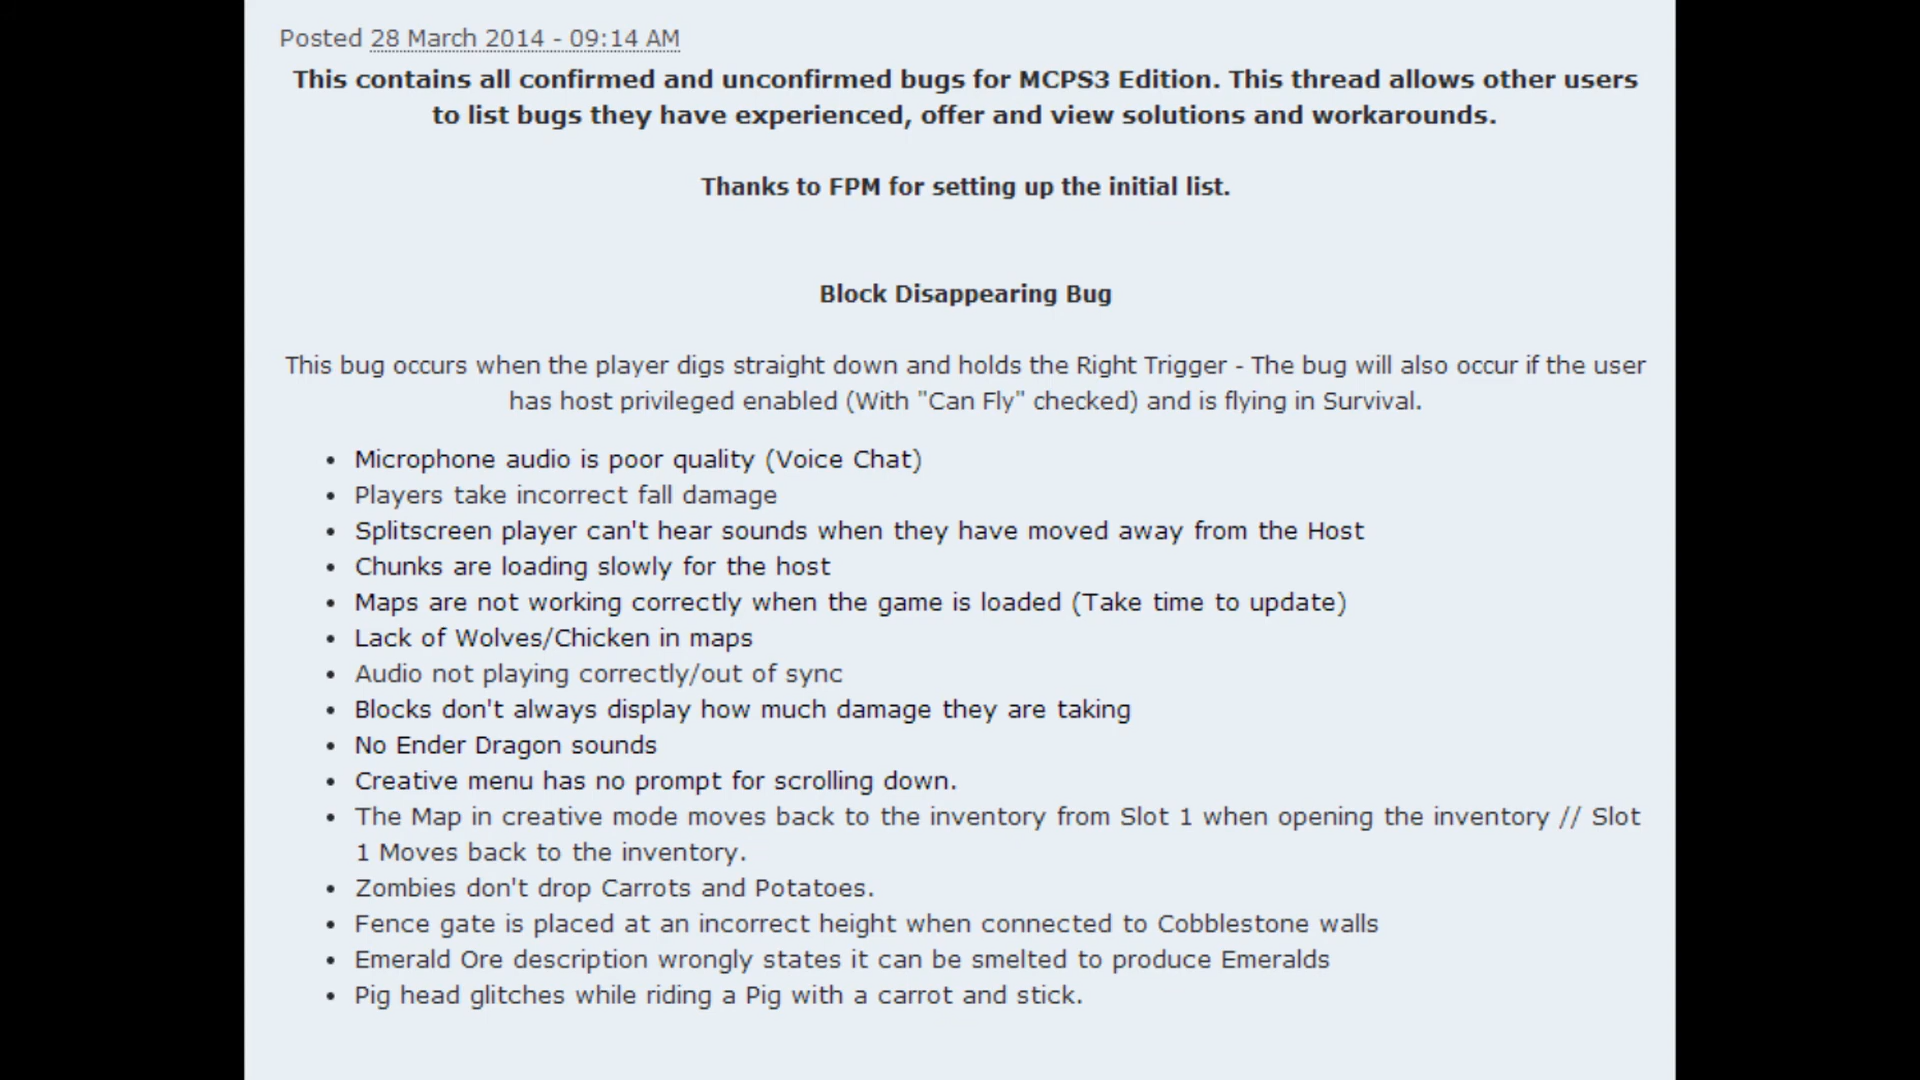 Posted 28 March 2014 - 09:14 AM
This contains all confirmed and unconfirmed bugs for MCPS3 Edition. This thread allows other users
to list bugs they have experienced, offer and view solutions and workarounds.
Thanks to FPM for setting up the initial list.
Block Disappearing Bug
This bug occurs when the player digs straight down and holds the Right Trigger - The bug will also occur if the user
has host privileged enabled (With "Can Fly" checked) and is flying in Survival.
• Microphone audio is poor quality (Voice Chat)
• Players take incorrect fall damage
• Splitscreen player can't hear sounds when they have moved away from the Host
• Chunks are loading slowly for the host
• Maps are not working correctly when the game is loaded (Take time to update)
• Lack of Wolves/Chicken in maps
• Audio not playing correctly/out of sync
• Blocks don't always display how much damage they are taking
• No Ender Dragon sounds
• Creative menu has no prompt for scrolling down.
• The Map in creative mode moves back to the inventory from Slot 1 when opening the inventory // Slot
1 Moves back to the inventory.
• Zombies don't drop Carrots and Potatoes.
• Fence gate is placed at an incorrect height when connected to Cobblestone walls
• Emerald Ore description wrongly states it can be smelted to produce Emeralds
• Pig head glitches while riding a Pig with a carrot and stick.